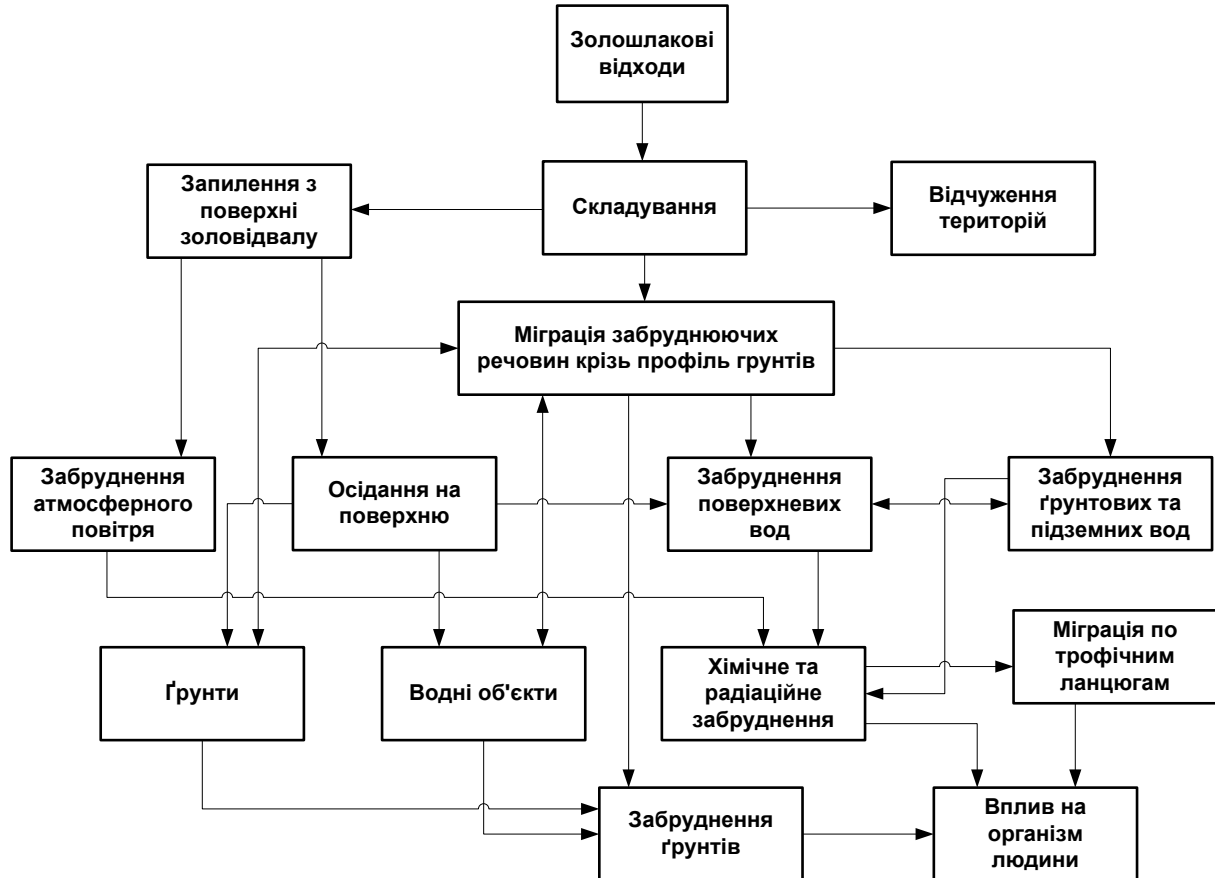 Золошлакові
відходи
Запилення з
поверхні
золовідвалу
Складування
Відчуження
територій
Міграція забруднюючих
речовин крізь профіль грунтів
Забруднення
атмосферного
повітря
Осідання на
поверхню
Забруднення
поверхневих
вод
Забруднення
ґрунтових та
підземних вод
Ґрунти
Водні об'єкти
Хімічне та
радіаційне
забруднення
Міграція по
трофічним
ланцюгам
Забруднення
ґрунтів
Вплив на
організм
людини